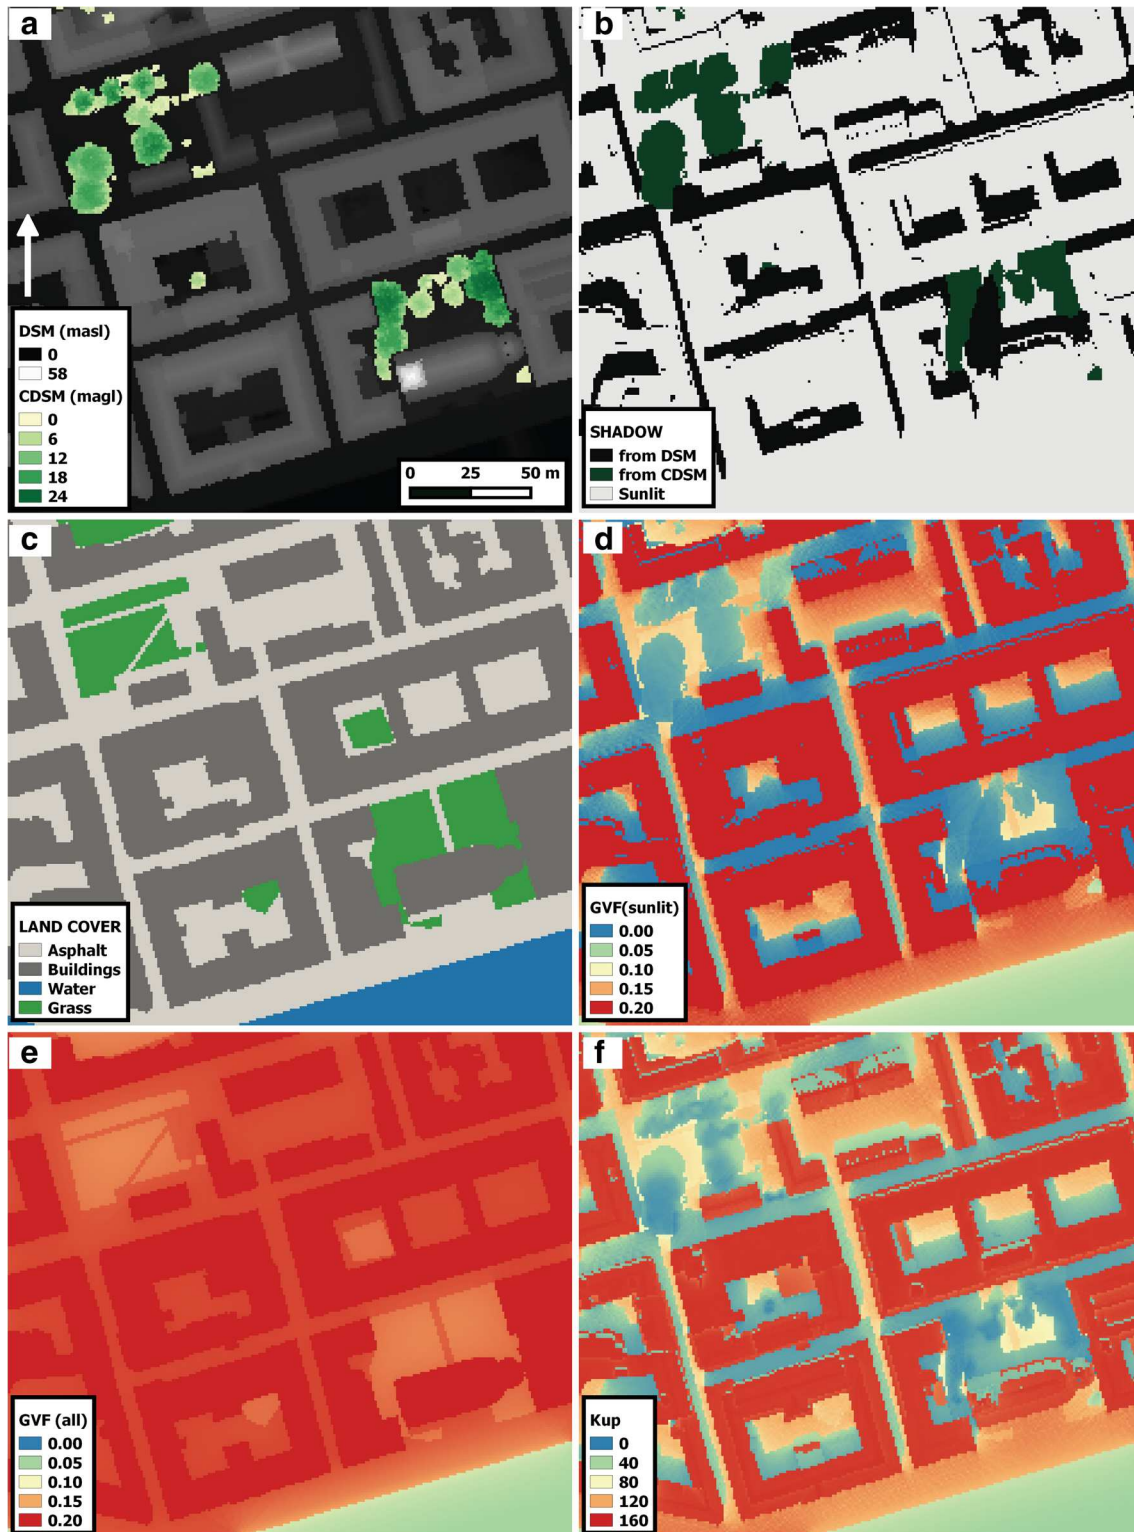 a
DSM (masl)
0
58
CDSM (magl)
0
6
12
18
24
0 25 50 m
b
SHADOW
from DSM
from CDSM
Sunlit
c
LAND COVER
Asphalt
Buildings
Water
Grass
d
GVF(sunlit)
0.00
0.05
0.10
0.15
0.20
e
GVF (all)
0.00
0.05
0.10
0.15
0.20
f
Kup
0
40
80
120
160